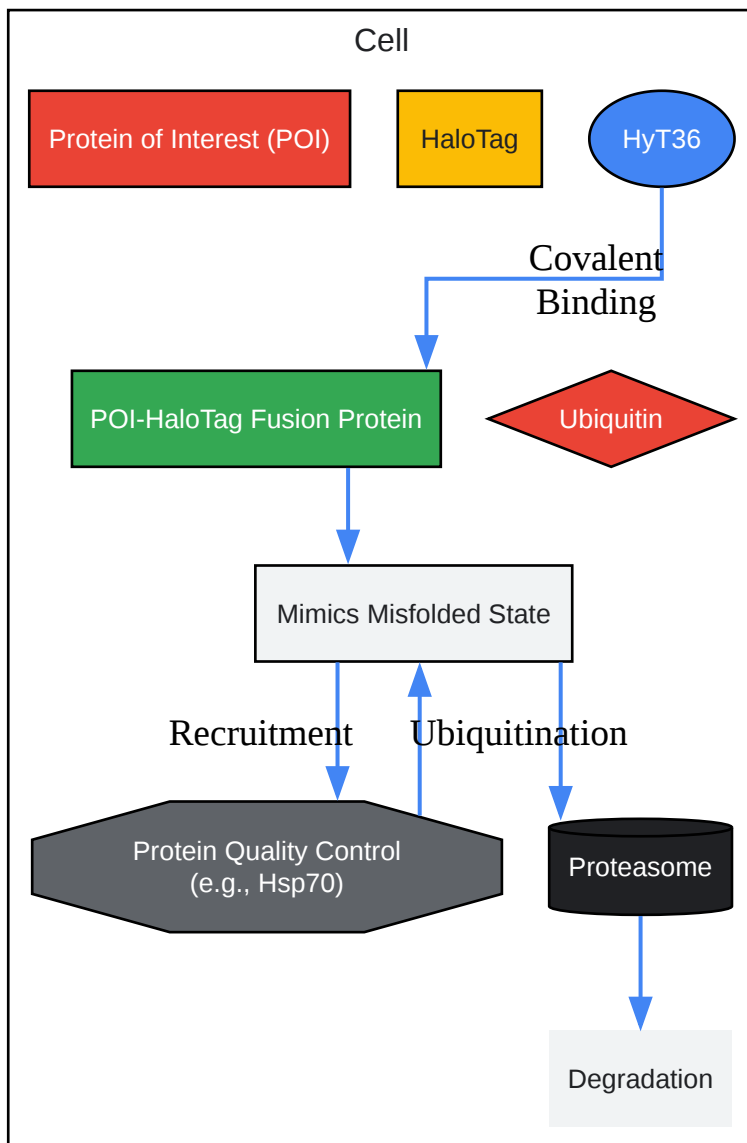 Cell
Protein of Interest (POI)
HaloTag
HyT36
Covalent
Binding
POI-HaloTag Fusion Protein
Ubiquitin
Mimics Misfolded State
Recruitment
Ubiquitination
Protein Quality Control
(e.g., Hsp70)
Proteasome
Degradation